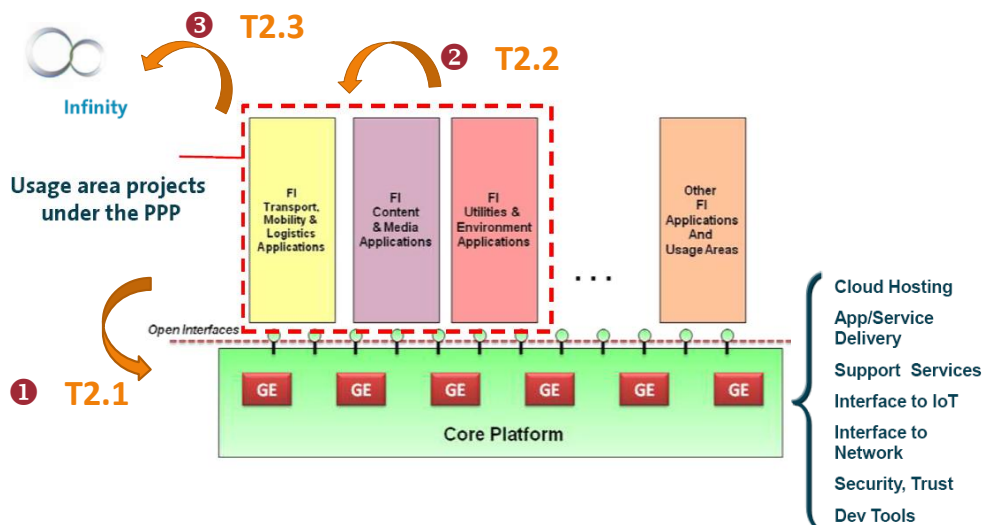 3 T2.3
2 T2.2
Infinity
Usage area projects
under the PPP
FI
Transport,
Mobility &
Logistics
Applications
FI
Content
& Media
Applications
FI
Utilities &
Environment
Applications
...
Other
FI
Applications
And
Usage Areas
Open Interfaces
1 T2.1
GE GE GE GE GE GE
Core Platform
Cloud Hosting
App/Service
Delivery
Support Services
Interface to IoT
Interface to
Network
Security, Trust
Dev Tools